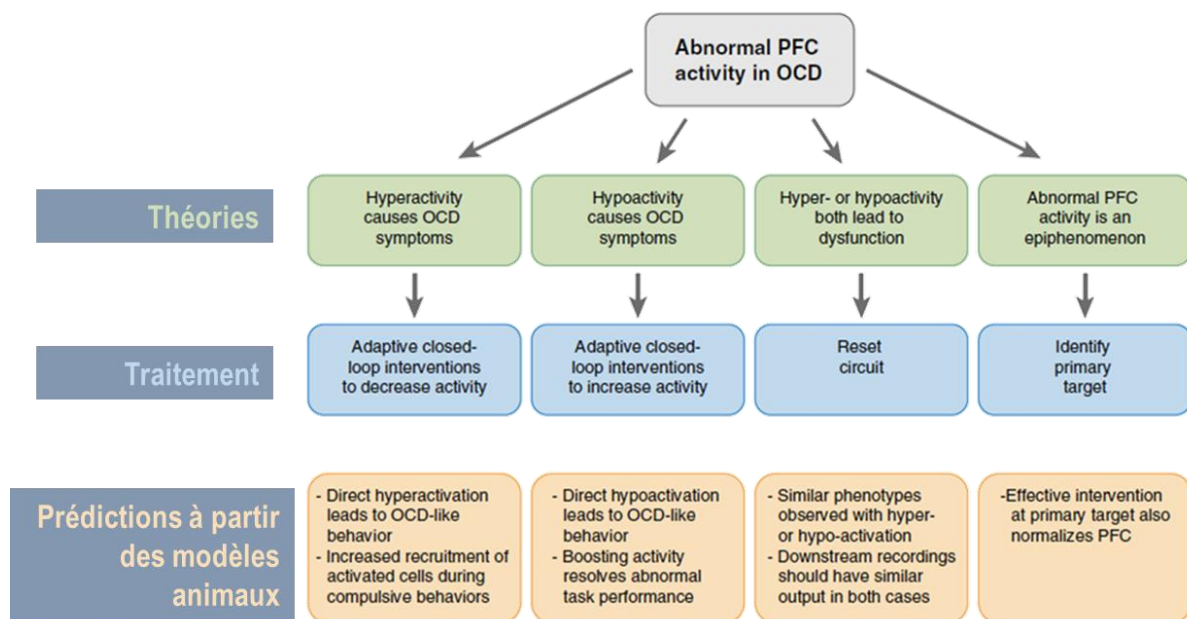 Abnormal PFC
activity in OCD
Théories
Hyperactivity
causes OCD
symptoms
Hypoactivity
causes OCD
symptoms
Hyper- or hypoactivity
both lead to
dysfunction
Abnormal PFC
activity is an
epiphenomenon
Traitement
Adaptive closed-
loop interventions
to decrease activity
Adaptive closed-
loop interventions
to increase activity
Reset
circuit
Identify
primary
target
Prédictions à partir
des modèles
animaux
- Direct hyperactivation
leads to OCD-like
behavior
- Increased recruitment of
activated cells during
compulsive behaviors
- Direct hypoactivation
leads to OCD-like
behavior
- Boosting activity
resolves abnormal
task performance
- Similar phenotypes
observed with hyper-
or hypo-activation
- Downstream recordings
should have similar
output in both cases
-Effective intervention
at primary target also
normalizes PFC